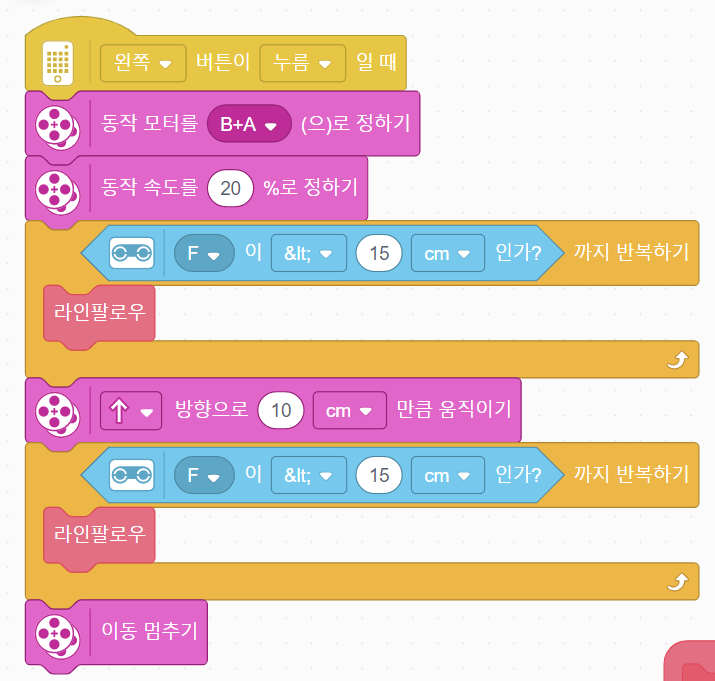 왼쪽 버튼이 누름 일 때
동작 모터를 B+A (으)로 정하기
동작 속도를 20 %로 정하기
F 이 &lt; 15 cm 인가? 까지 반복하기
라인팔로우
방향으로 10 cm 만큼 움직이기
F 이 &lt; 15 cm 인가? 까지 반복하기
라인팔로우
이동 멈추기